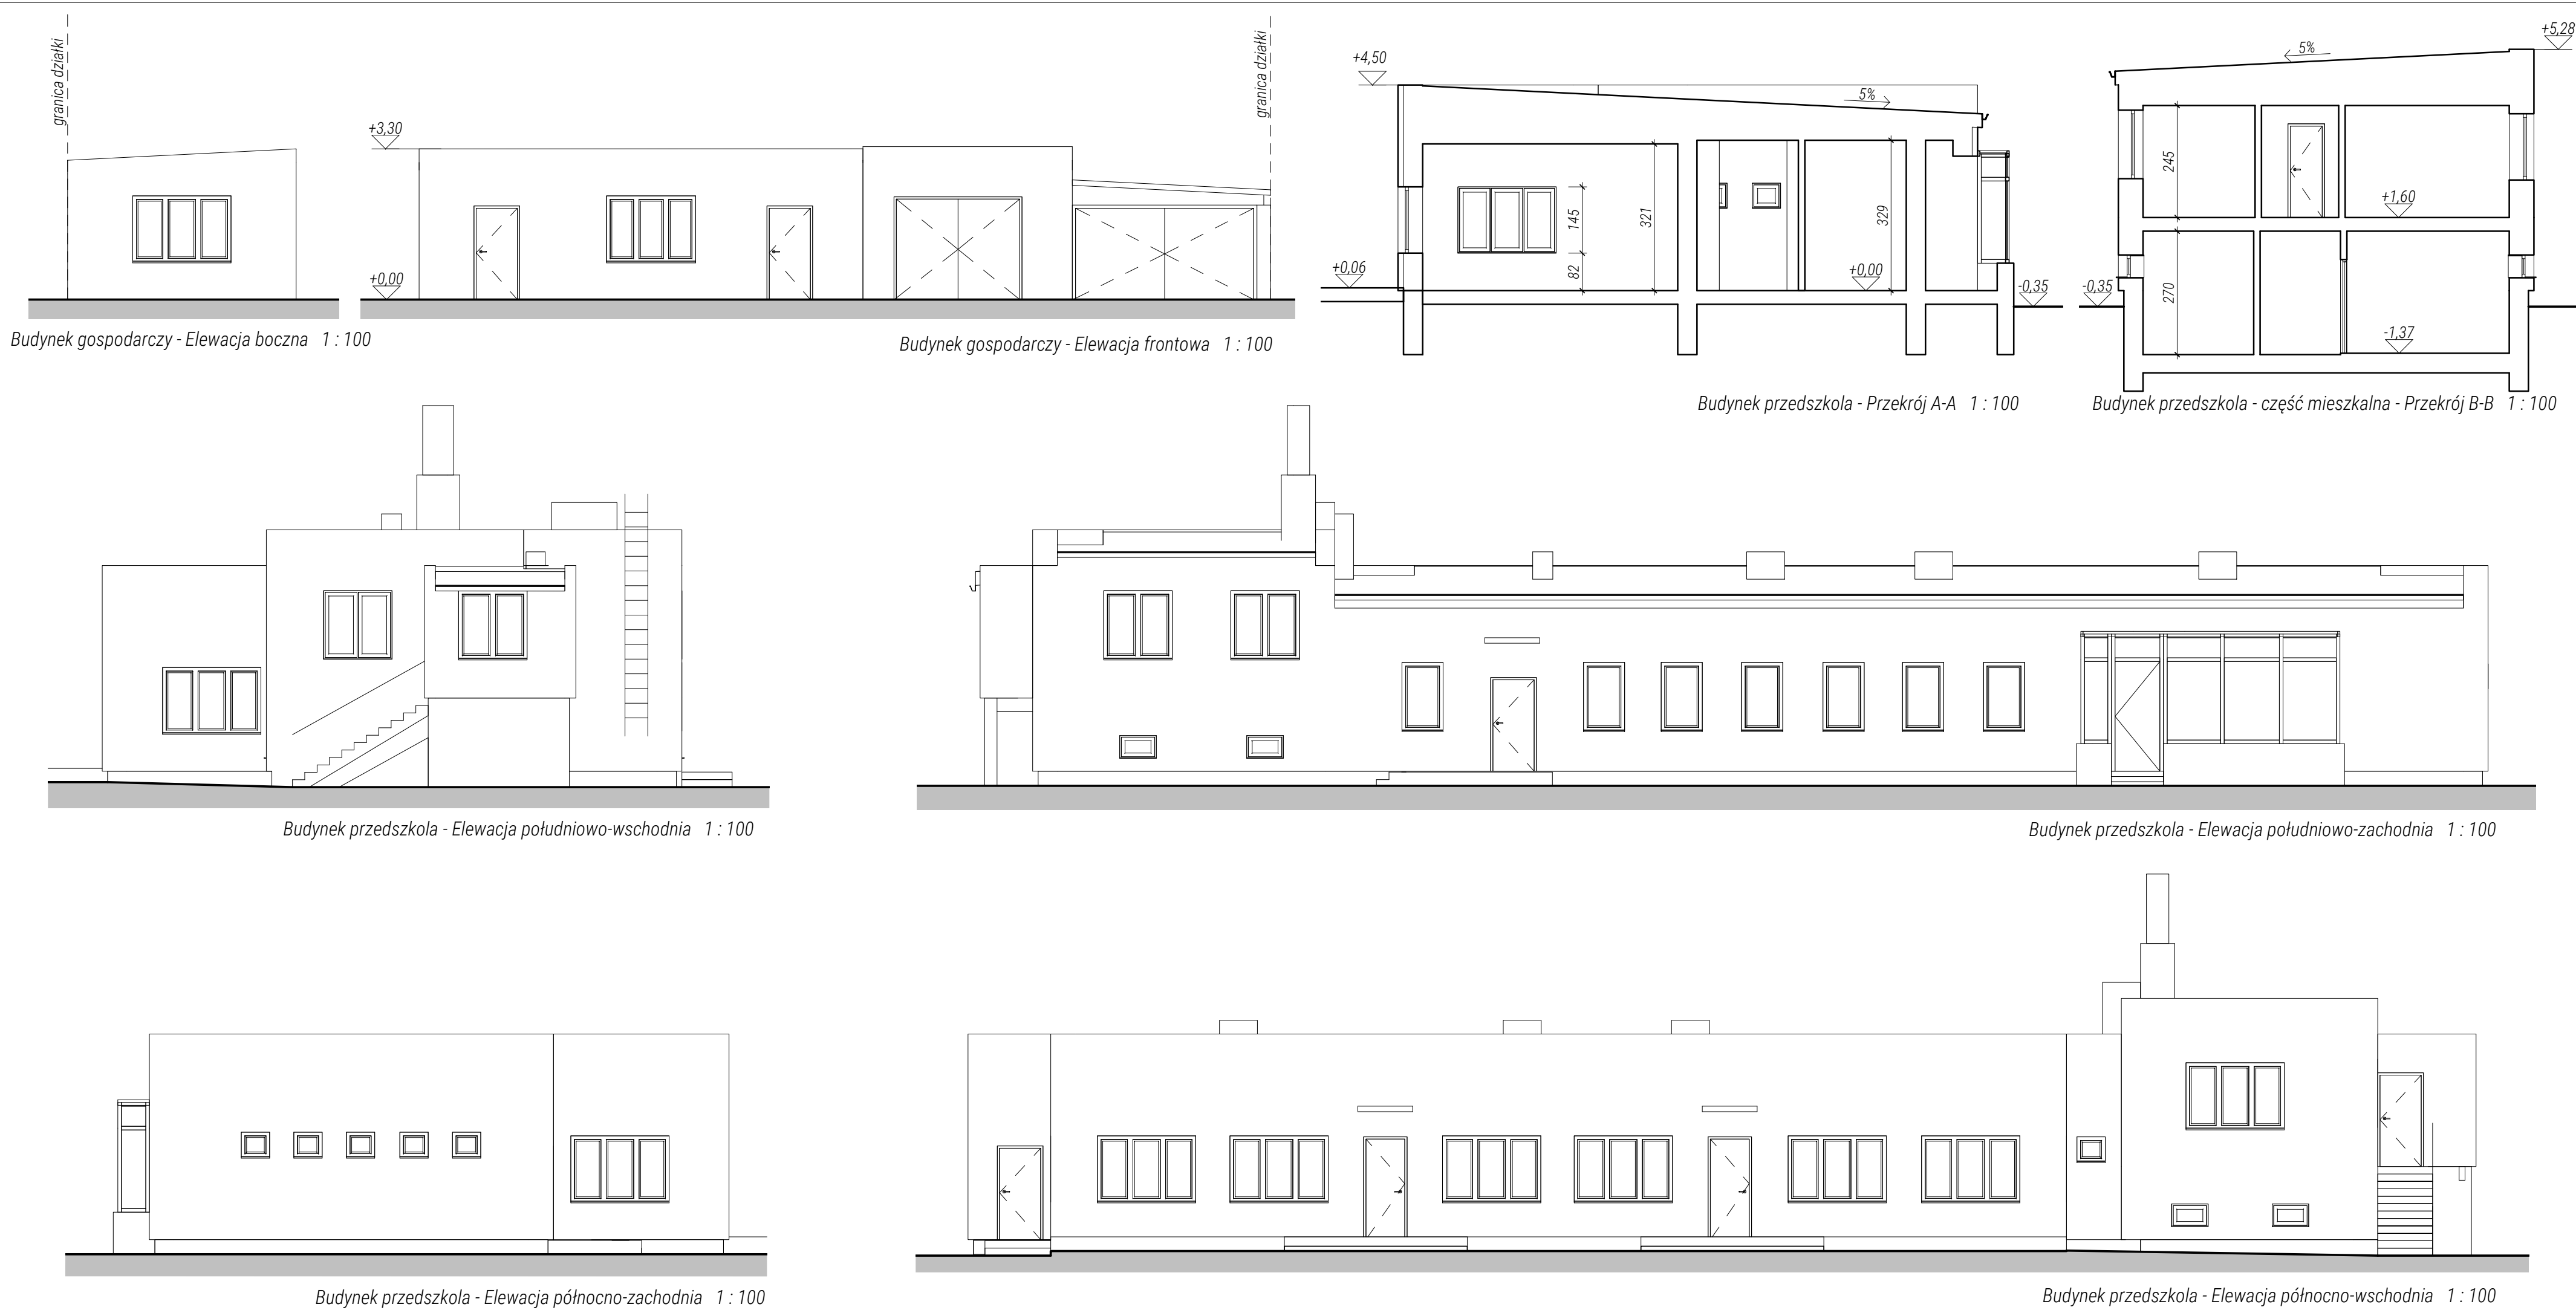 granica działki
+3,30
+0,00
granica działki
Budynek gospodarczy - Elewacja boczna 1 : 100
Budynek gospodarczy - Elewacja frontowa 1 : 100
+4,50
5%
145
82
321
329
+0,06
+0,00
-0,35
Budynek przedszkola - Przekrój A-A 1 : 100
+5,28
5%
245
+1,60
270
-0,35
-1,37
Budynek przedszkola - część mieszkalna - Przekrój B-B 1 : 100
Budynek przedszkola - Elewacja południowo-wschodnia 1 : 100
Budynek przedszkola - Elewacja południowo-zachodnia 1 : 100
Budynek przedszkola - Elewacja północno-zachodnia 1 : 100
Budynek przedszkola - Elewacja północno-wschodnia 1 : 100